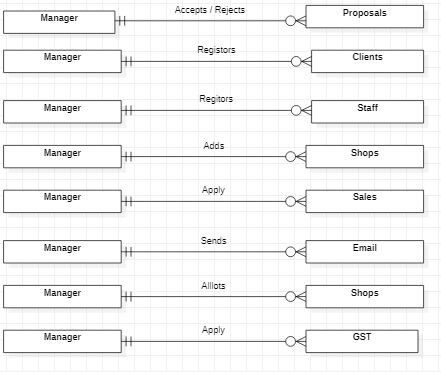 Manager Accepts / Rejects Proposals
Manager Registors Clients
Manager Regitors Staff
Manager Adds Shops
Manager Apply Sales
Manager Sends Email
Manager Alllots Shops
Manager Apply GST